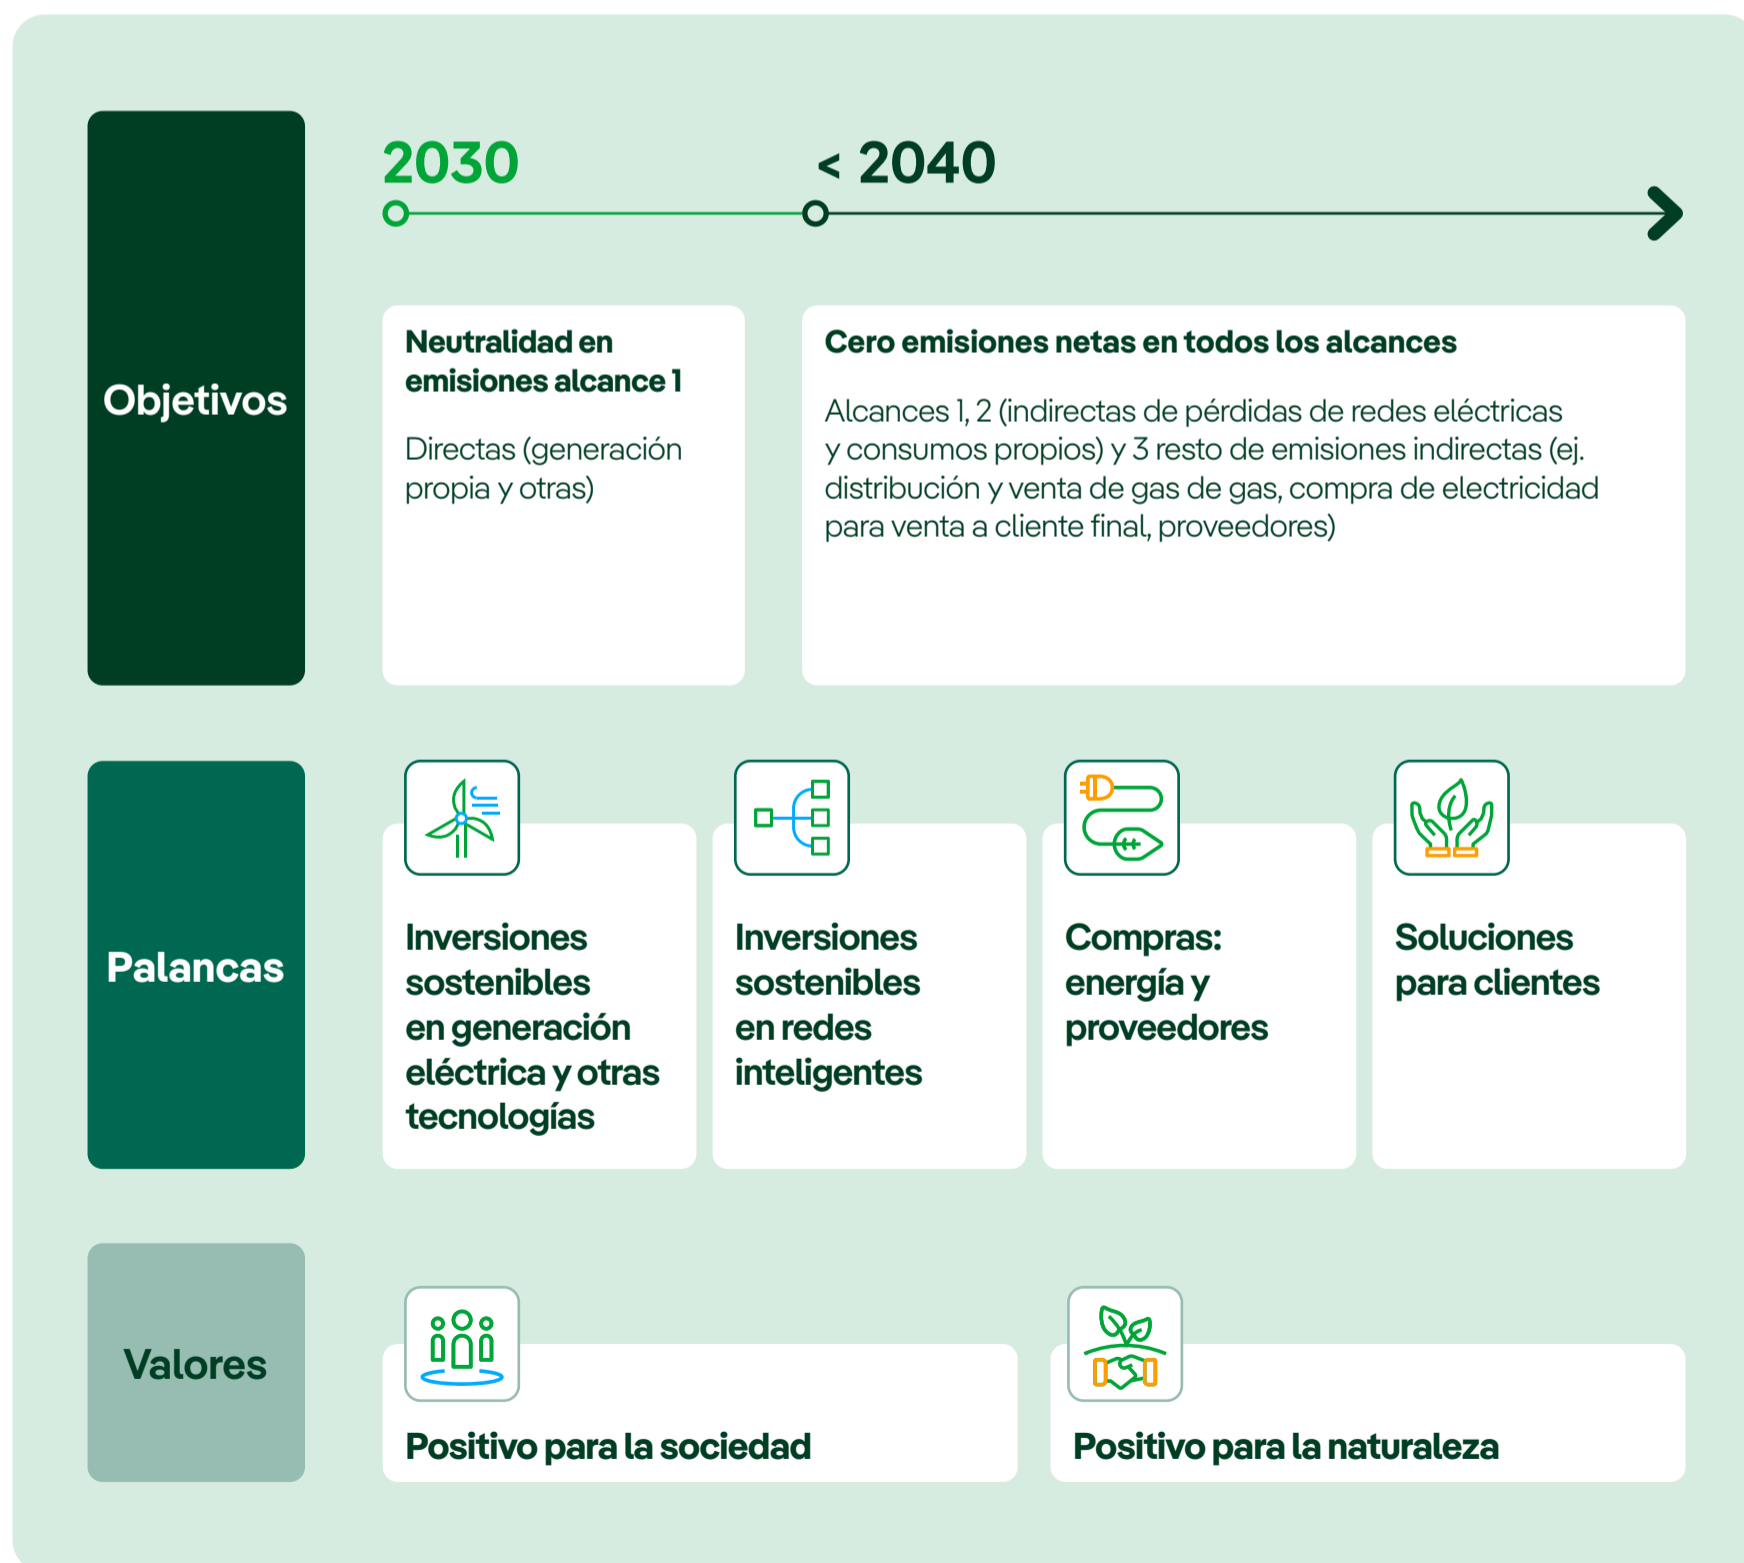 Objetivos
2030
< 2040
Neutralidad en
emisiones alcance 1
Directas (generación
propia y otras)
Cero emisiones netas en todos los alcances
Alcances 1, 2 (indirectas de pérdidas de redes eléctricas
y consumos propios) y 3 resto de emisiones indirectas (ej.
distribución y venta de gas de gas, compra de electricidad
para venta a cliente final, proveedores)
Palancas
Inversiones
sostenibles
en generación
eléctrica y otras
tecnologías
Inversiones
sostenibles
en redes
inteligentes
Compras:
energía y
proveedores
Soluciones
para clientes
Valores
Positivo para la sociedad
Positivo para la naturaleza